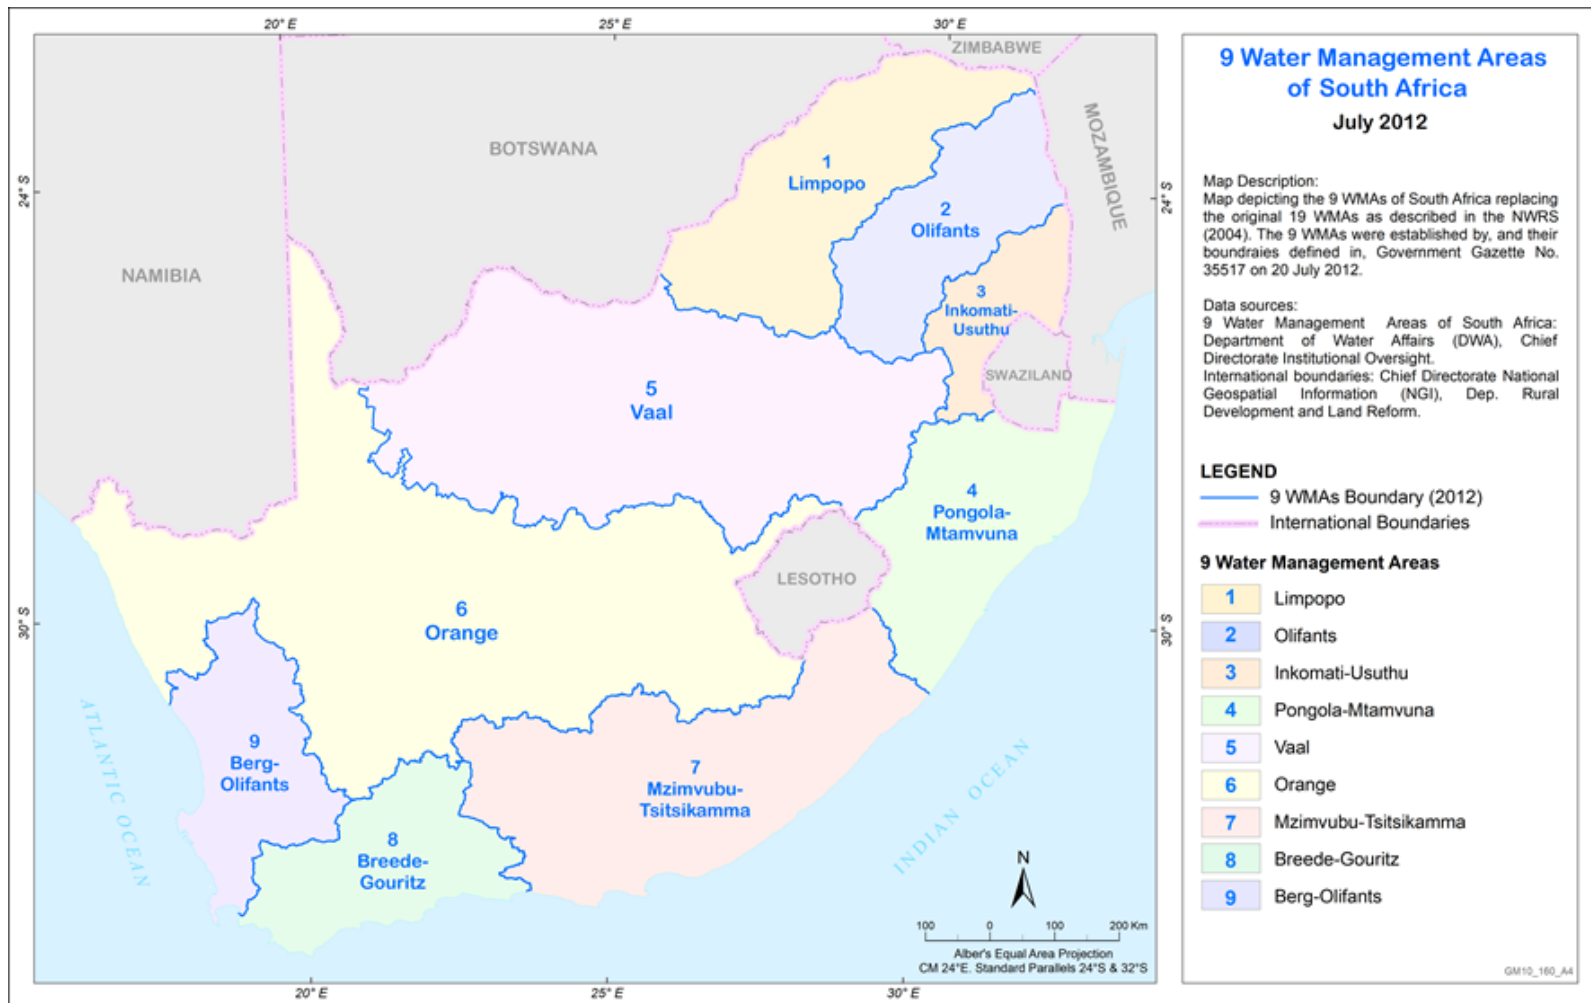 20° E
25° E
30° E
ZIMBABWE
MOZAMBIQUE
BOTSWANA
NAMIBIA
24° S
24° S
1
Limpopo
2
Olifants
3
Inkomati-
Usuthu
SWAZILAND
5
Vaal
4
Pongola-
Mtamvuna
LESOTHO
6
Orange
30° S
30° S
9
Berg-
Olifants
7
Mzimvubu-
Tsitsikamma
8
Breede-
Gouritz
ATLANTIC OCEAN
INDIAN OCEAN
N
100 0 100 200 Km
Alber's Equal Area Projection
CM 24°E. Standard Parallels 24°S & 32°S
20° E
25° E
30° E
9 Water Management Areas
of South Africa
July 2012
Map Description:
Map depicting the 9 WMAs of South Africa replacing
the original 19 WMAs as described in the NWRS
(2004). The 9 WMAs were established by, and their
boundraies defined in, Government Gazette No.
35517 on 20 July 2012.
Data sources:
9 Water Management Areas of South Africa:
Department of Water Affairs (DWA), Chief
Directorate Institutional Oversight.
International boundaries: Chief Directorate National
Geospatial Information (NGI), Dep. Rural
Development and Land Reform.
LEGEND
9 WMAs Boundary (2012)
International Boundaries
9 Water Management Areas
1 Limpopo
2 Olifants
3 Inkomati-Usuthu
4 Pongola-Mtamvuna
5 Vaal
6 Orange
7 Mzimvubu-Tsitsikamma
8 Breede-Gouritz
9 Berg-Olifants
GM10_160_A4